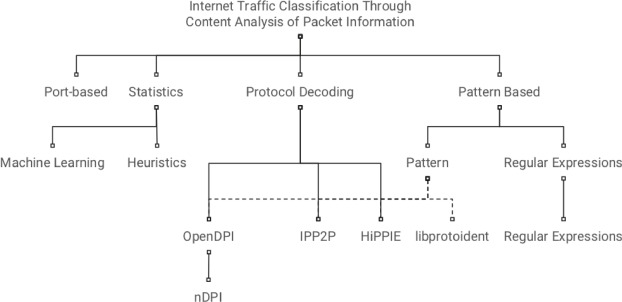 Internet Traffic Classification Through
Content Analysis of Packet Information
Port-based Statistics Protocol Decoding Pattern Based
Machine Learning Heuristics Pattern Regular Expressions
OpenDPI IPP2P HiPPIE libprotoident Regular Expressions
nDPI